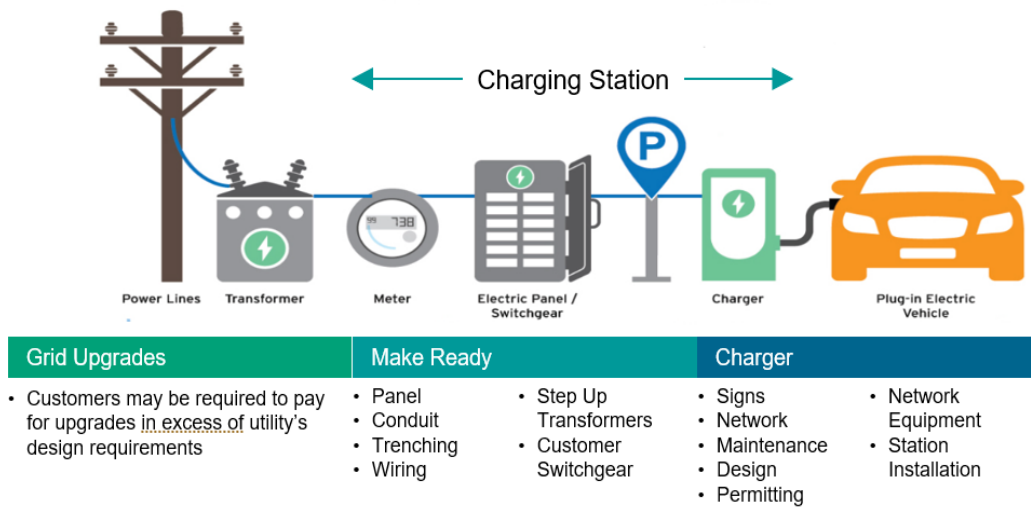 Charging Station
P
99 738
Power Lines
Transformer
Meter
Electric Panel /
Switchgear
Charger
Plug-in Electric
Vehicle
Grid Upgrades
• Customers may be required to pay
for upgrades in excess of utility's
design requirements
Make Ready
• Panel
• Conduit
• Trenching
• Wiring
• Step Up
Transformers
• Customer
Switchgear
Charger
• Signs
• Network
• Maintenance
• Design
• Permitting
• Network
Equipment
• Station
Installation